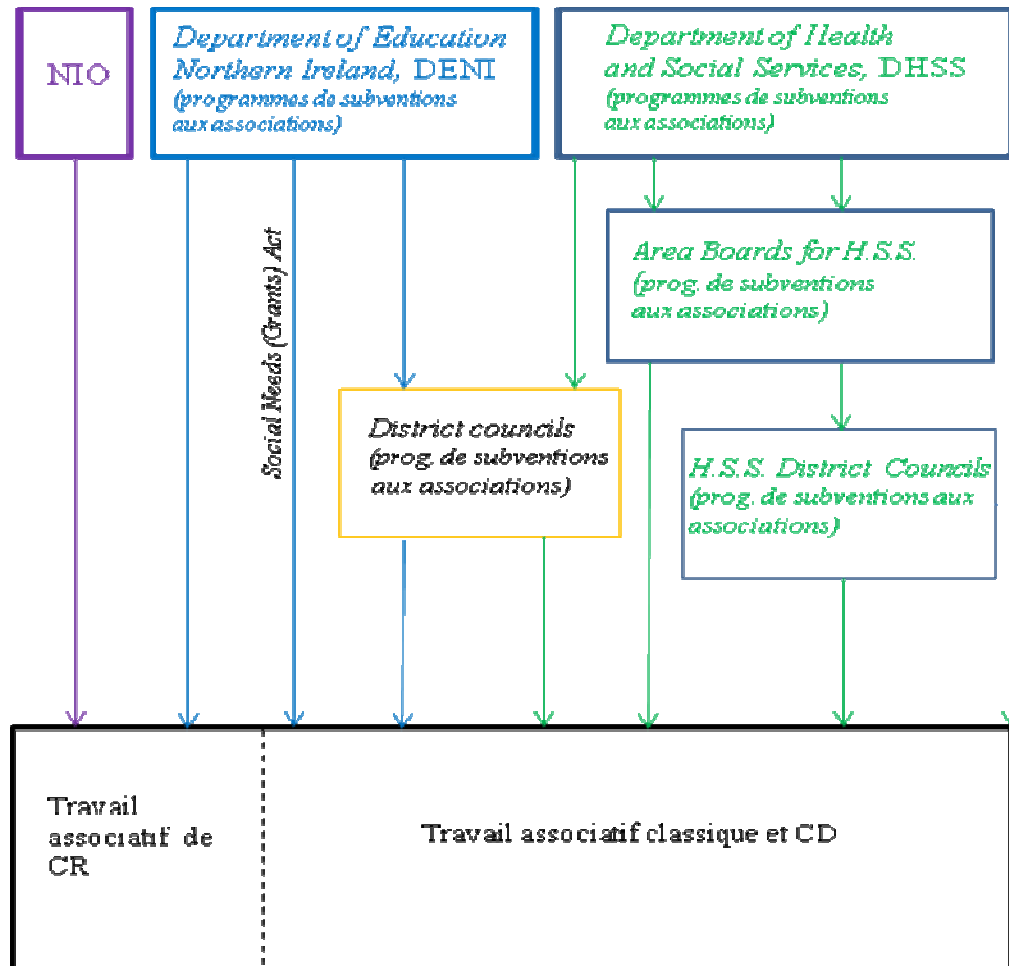 NIO
Department of Education
Northern Ireland, DENI
(programmes de subventions
aux associations)
Department of Health
and Social Services, DHSS
(programmes de subventions
aux associations)
Social Needs (Grants) Act
Area Boards for H.S.S.
(prog. de subventions
aux associations)
District councils
(prog. de subventions
aux associations)
H.S.S. District Councils
(prog. de subventions aux
associations)
Travail
associatif de
CR
Travail associatif classique et CD